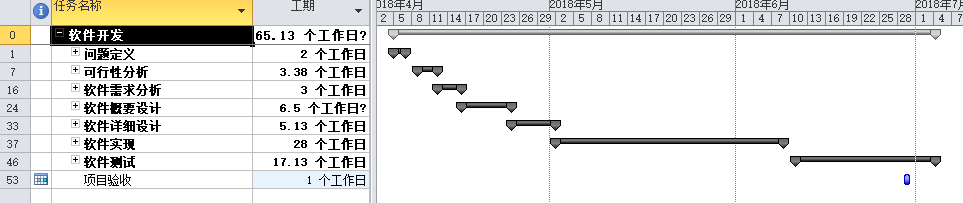 任务名称 工期 018年4月 2018年5月 2018年6月 2018年7月
2 5 8 11 14 17 20 23 26 29 2 5 8 11 14 17 20 23 26 29 1 4 7 10 13 16 19 22 25 28 1 4 7
0 软件开发 65.13 个工作日?
1 问题定义 2 个工作日
7 可行性分析 3.38 个工作日
16 软件需求分析 3 个工作日
24 软件概要设计 6.5 个工作日?
33 软件详细设计 5.13 个工作日
37 软件实现 28 个工作日
46 软件测试 17.13 个工作日
53 项目验收 1 个工作日